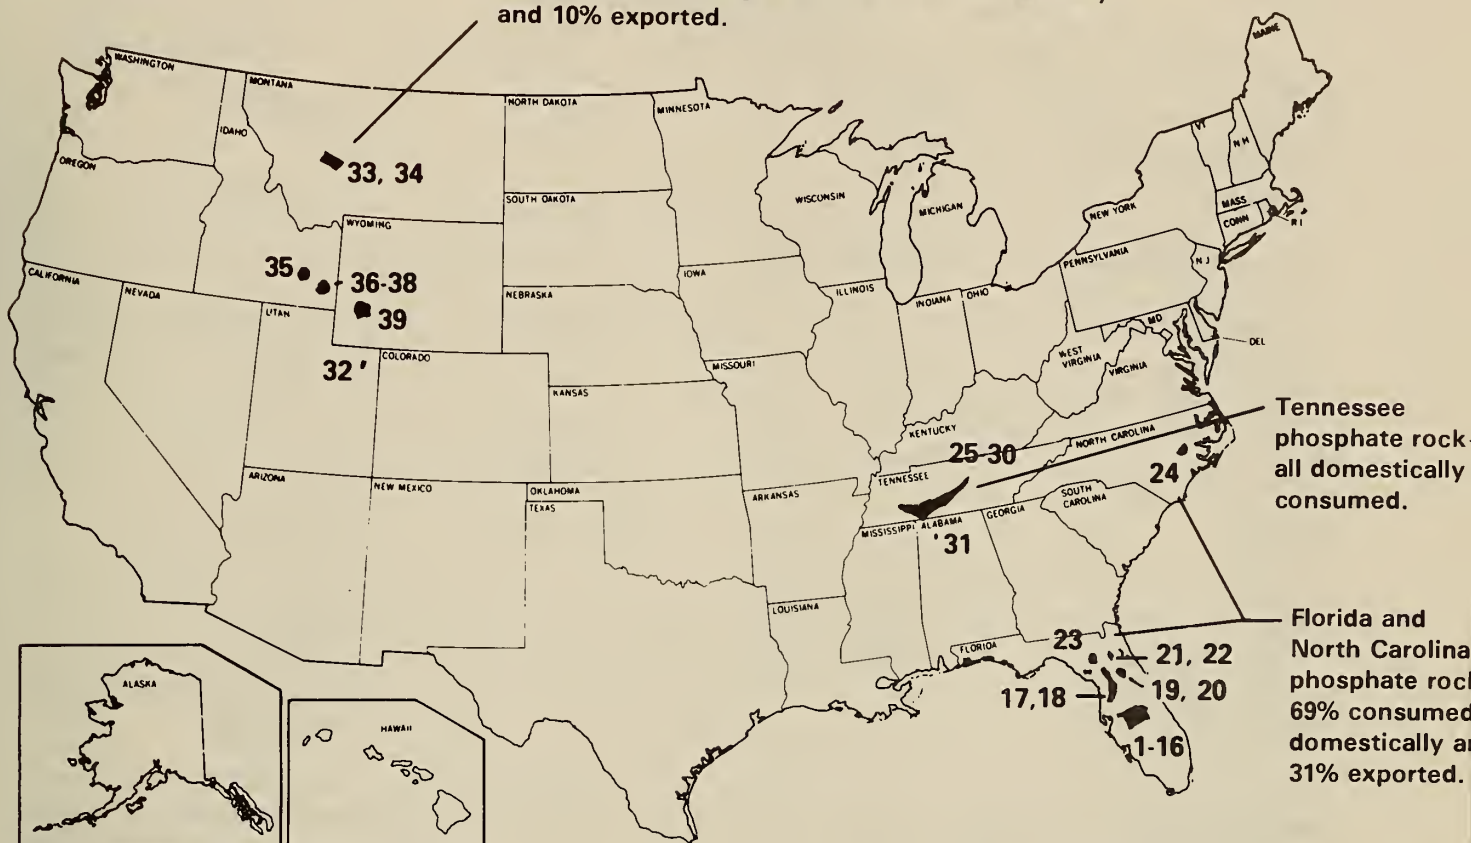 and 10% exported.
WASHINGTON
MONTANA
NORTH DAKOTA
MINNESOTA
MAINE
IDAHO
VT
N H
OREGON
33, 34
SOUTH DAKOTA
WISCONSIN
MICHIGAN
NEW YORK
MASS
CONN
R I
WYOMING
35
36-38
39
CALIFORNIA
NEVADA
UTAH
NEBRASKA
IOWA
ILLINOIS
INDIANA
OHIO
PENNSYLVANIA
N J
MD
DEL
WEST
VIRGINIA
VIRGINIA
32
COLORADO
KANSAS
MISSOURI
KENTUCKY
25-30
NORTH CAROLINA
24
Tennessee
phosphate rock-
all domestically
consumed.
ARIZONA
NEW MEXICO
OKLAHOMA
TEXAS
ARKANSAS
TENNESSEE
SOUTH
CAROLINA
MISSISSIPPI
ALABAMA
GEORGIA
31
LOUISIANA
FLORIDA
23
21, 22
19, 20
17,18
1-16
Florida and
North Carolina
phosphate rock
69% consumed
domestically
31% exported.
ALASKA
HAWAII